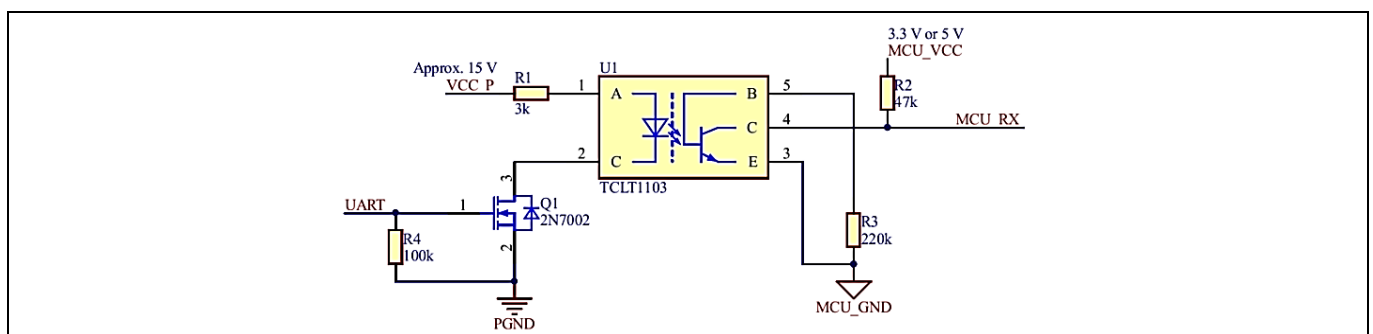 3.3 V or 5 V
MCU_VCC
Approx. 15 V
VCC_P
R1
3k
U1
1
A
B
5
R2
47k
C
4
MCU_RX
2
C
E
3
TCLT1103
3
UART
1
Q1
2N7002
R4
100k
2
R3
220k
PGND
MCU_GND